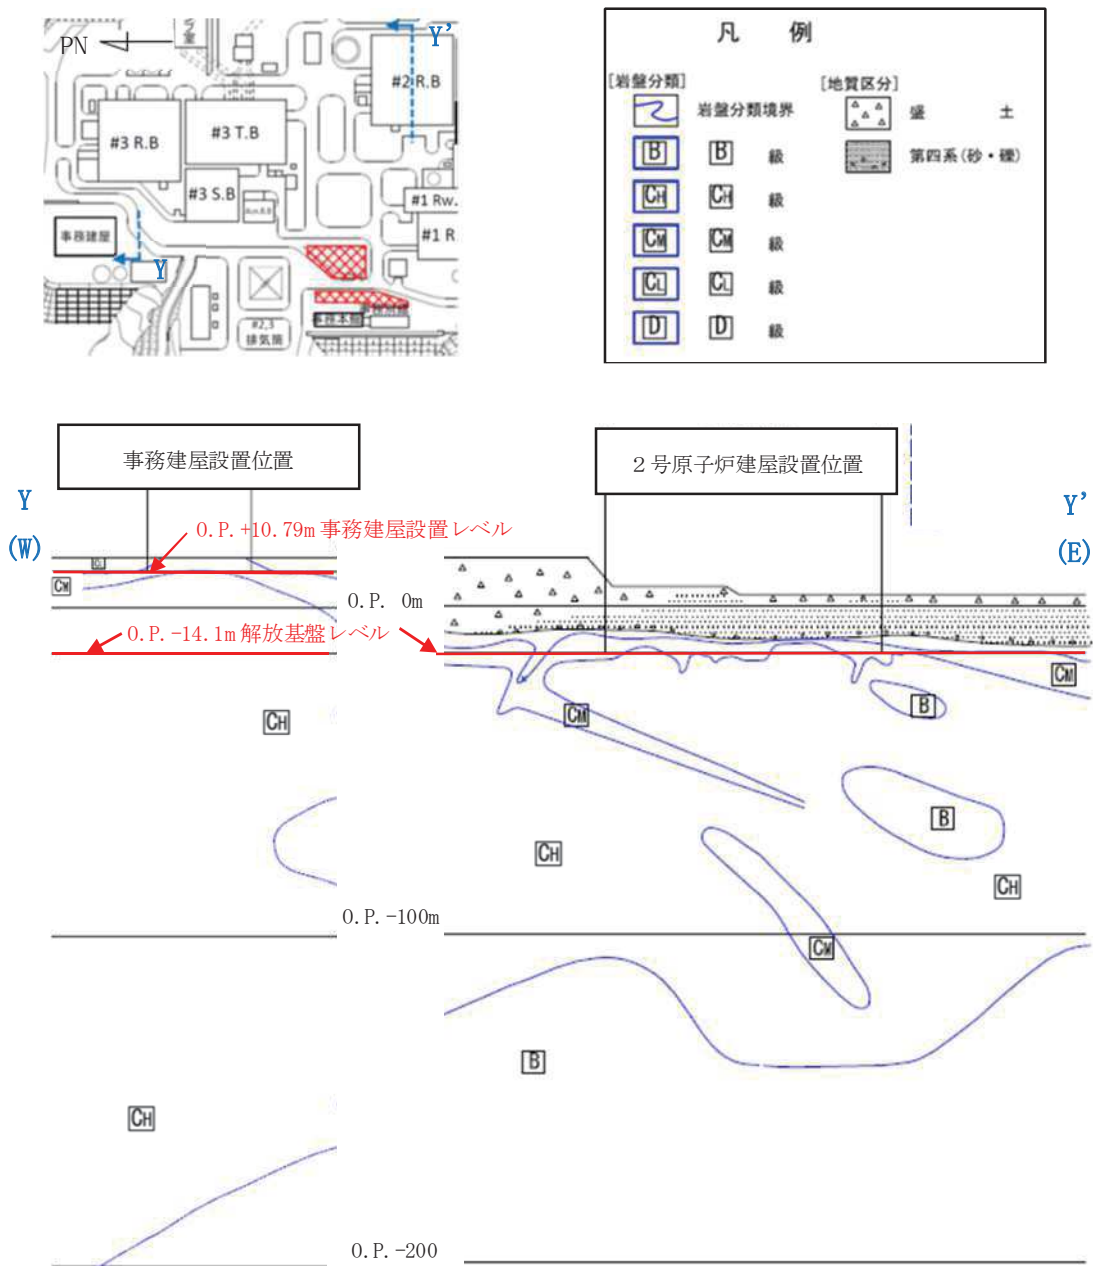 PN
Y’
#2 R.B
#3 R.B
#3 T.B
#3 S.B
#1 Rw.
#1 R
事務建屋
Y
#2,3
排気筒
事務本館
凡 例
[岩盤分類]
[地質区分]
岩盤分類境界
盛 土
B B 級
第四系(砂・礫)
CH CH 級
CM CM 級
CL CL 級
D D 級
事務建屋設置位置
2号原子炉建屋設置位置
Y
(W)
Y’
(E)
O.P.+10.79m 事務建屋設置レベル
CL
CM
O.P. 0m
O.P.-14.1m 解放基盤レベル
CM
B
CH
CM
B
CH
CH
O.P.-100m
CM
B
CH
O.P.-200